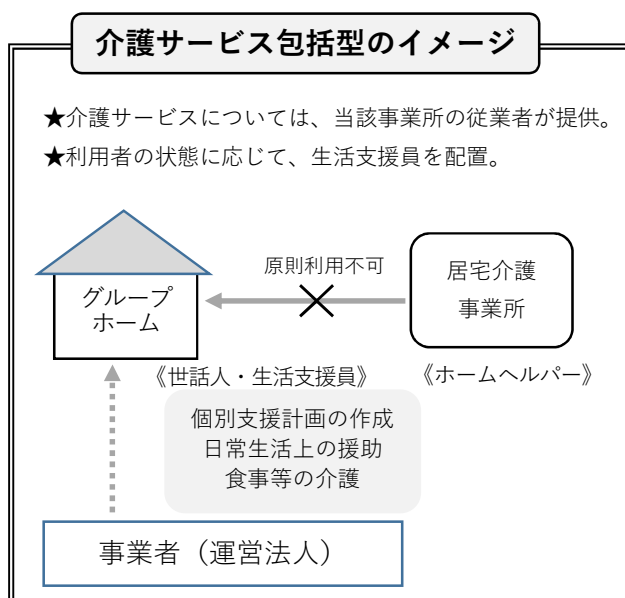 介護サービス包括型のイメージ
★介護サービスについては、当該事業所の従業者が提供。
★利用者の状態に応じて、生活支援員を配置。
原則利用不可
居宅介護
事業所
グループ
ホーム
《世話人・生活支援員》
《ホームヘルパー》
個別支援計画の作成
日常生活上の援助
食事等の介護
事業者（運営法人）